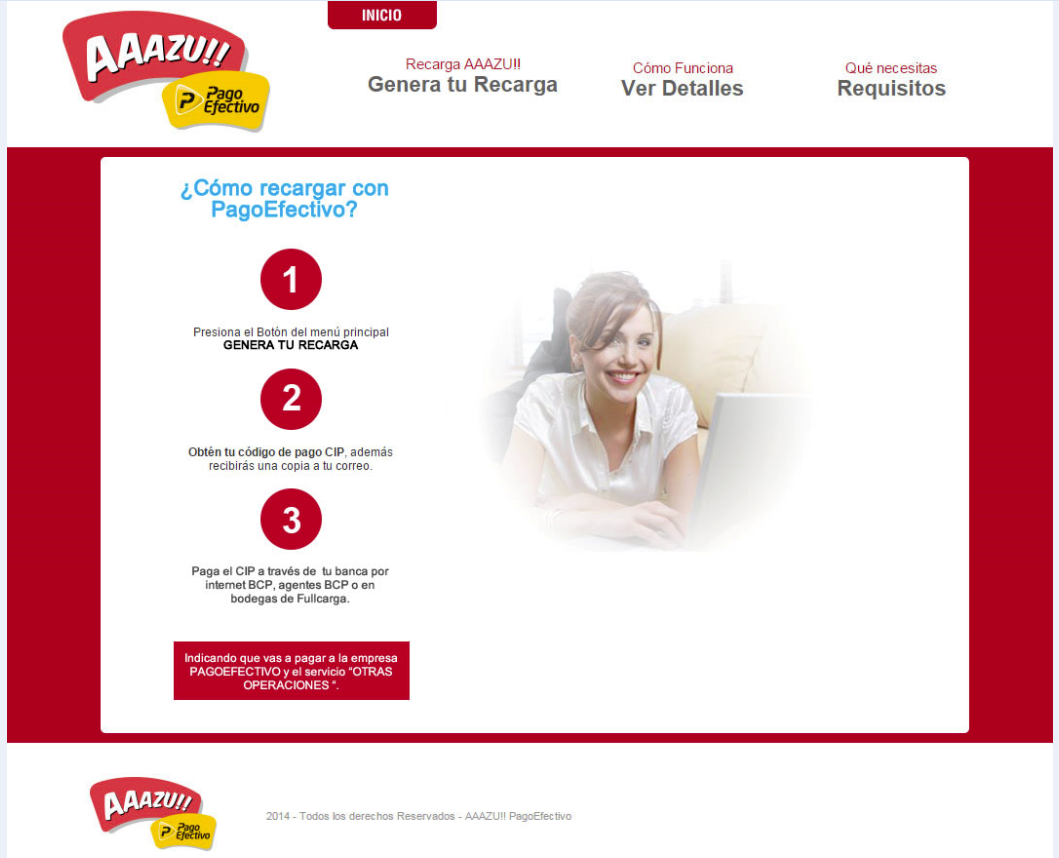 AAAZU!!
Pago
Efectivo
INICIO
Recarga AAAZU!!
Genera tu Recarga
Cómo Funciona
Ver Detalles
Qué necesitas
Requisitos
¿Cómo recargar con
PagoEfectivo?
1
Presiona el Botón del menú principal
GENERA TU RECARGA
2
Obtén tu código de pago CIP, además
recibirás una copia a tu correo.
3
Paga el CIP a través de tu banca por
internet BCP, agentes BCP o en
bodegas de Fullcarga.
Indicando que vas a pagar a la empresa
PAGOEFECTIVO y el servicio "OTRAS
OPERACIONES ".
AAAZU!!
Pago
Efectivo
2014 - Todos los derechos Reservados - AAAZU!! PagoEfectivo